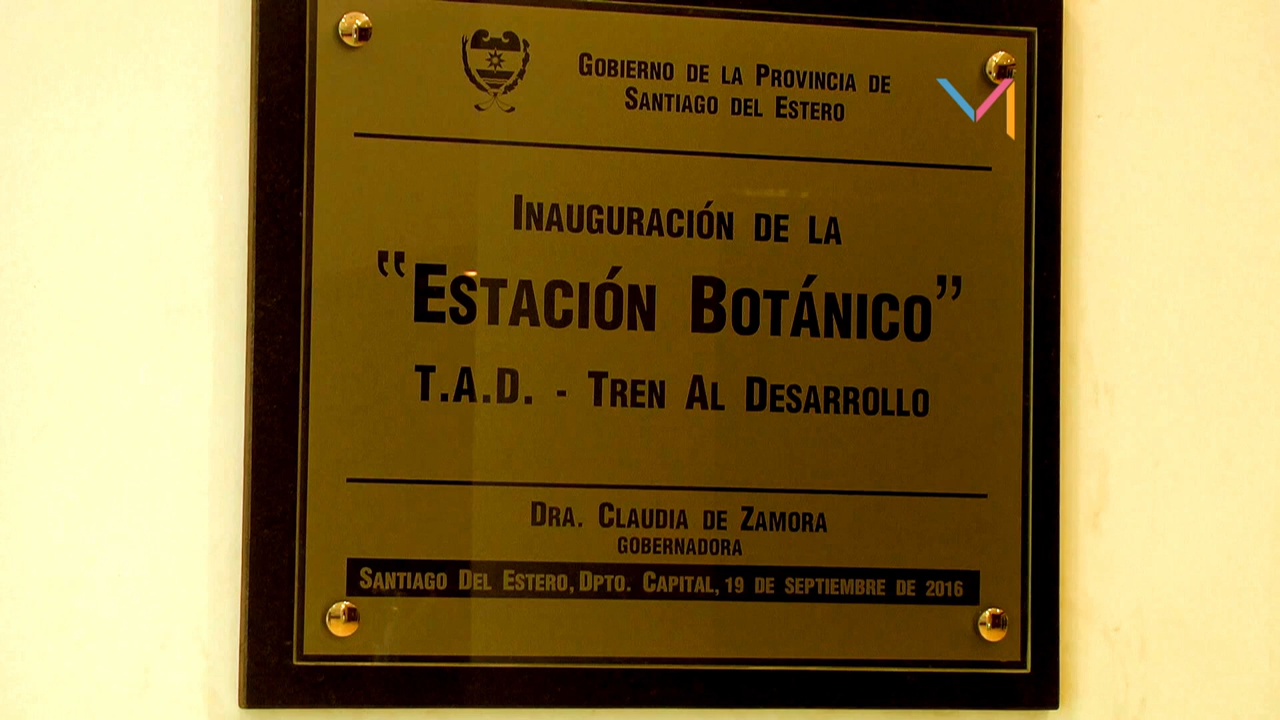 Gobierno de la Provincia de
Santiago del Estero
Inauguración de la
"Estación Botánico"
T.A.D. - Tren Al Desarrollo
Dra. Claudia de Zamora
Gobernadora
Santiago Del Estero, Dpto. Capital, 19 de septiembre de 2016